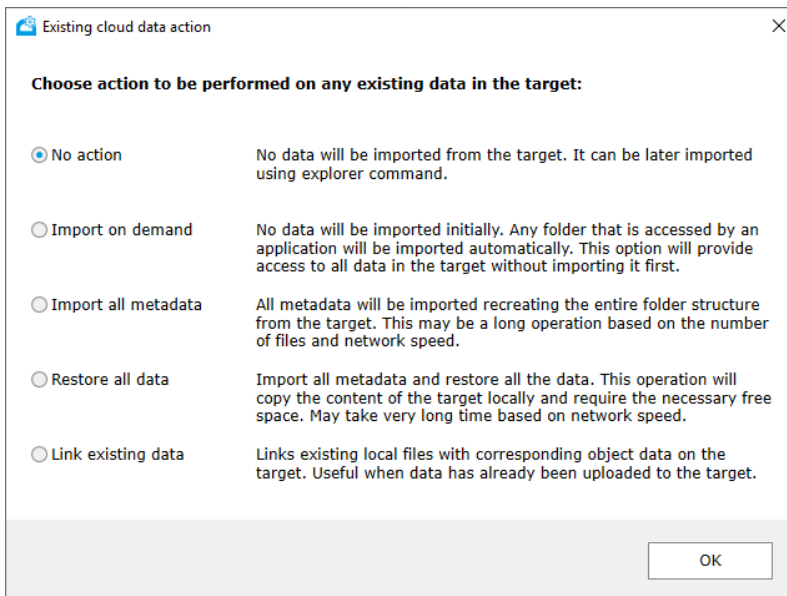 Existing cloud data action
Choose action to be performed on any existing data in the target:
No action
No data will be imported from the target. It can be later imported
using explorer command.
Import on demand
No data will be imported initially. Any folder that is accessed by an
application will be imported automatically. This option will provide
access to all data in the target without importing it first.
Import all metadata
All metadata will be imported recreating the entire folder structure
from the target. This may be a long operation based on the number
of files and network speed.
Restore all data
Import all metadata and restore all the data. This operation will
copy the content of the target locally and require the necessary free
space. May take very long time based on network speed.
Link existing data
Links existing local files with corresponding object data on the
target. Useful when data has already been uploaded to the target.
OK